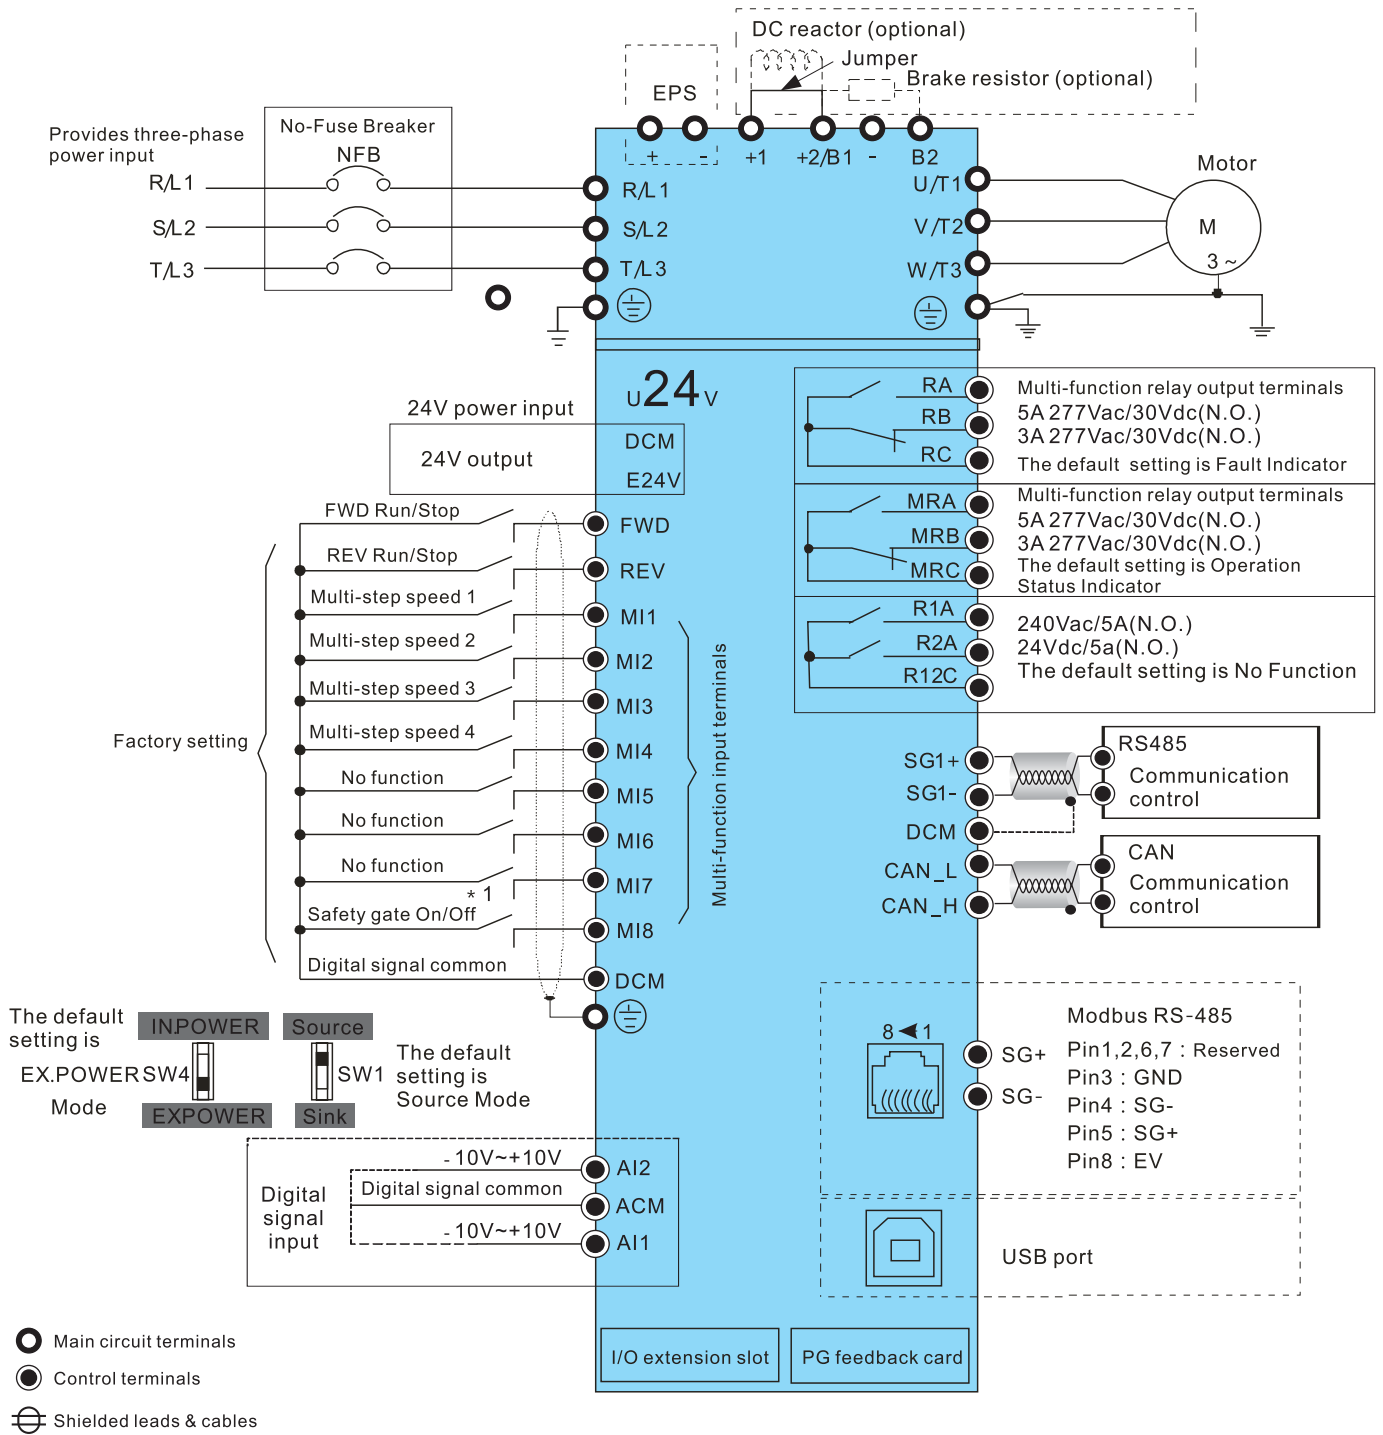 DC reactor (optional)
Jumper
Brake resistor (optional)
EPS
+ - +1 +2/B1 - B2
Provides three-phase
power input
No-Fuse Breaker
NFB
R/L1
S/L2
T/L3
R/L1
S/L2
T/L3
U/T1
V/T2
W/T3
Motor
M
3 ~
U24V
24V power input
24V output
DCM
E24V
RA
RB
RC
Multi-function relay output terminals
5A 277Vac/30Vdc(N.O.)
3A 277Vac/30Vdc(N.O.)
The default setting is Fault Indicator
MRA
MRB
MRC
Multi-function relay output terminals
5A 277Vac/30Vdc(N.O.)
3A 277Vac/30Vdc(N.O.)
The default setting is Operation
Status Indicator
R1A
R2A
R12C
240Vac/5A(N.O.)
24Vdc/5a(N.O.)
The default setting is No Function
Factory setting
FWD Run/Stop
REV Run/Stop
Multi-step speed 1
Multi-step speed 2
Multi-step speed 3
Multi-step speed 4
No function
No function
No function
* 1
Safety gate On/Off
Digital signal common
FWD
REV
MI1
MI2
MI3
MI4
MI5
MI6
MI7
MI8
DCM
Multi-function input terminals
SG1+
SG1-
DCM
CAN_L
CAN_H
RS485
Communication
control
CAN
Communication
control
The default
setting is
EX.POWER
Mode
IN.POWER
SW4
EXPOWER
Source
SW1
Sink
The default
setting is
Source Mode
8 1
SG+
SG-
Modbus RS-485
Pin1,2,6,7 : Reserved
Pin3 : GND
Pin4 : SG-
Pin5 : SG+
Pin8 : EV
Digital
signal
input
-10V~+10V
Digital signal common
-10V~+10V
AI2
ACM
AI1
USB port
I/O extension slot
PG feedback card
Main circuit terminals
Control terminals
Shielded leads & cables